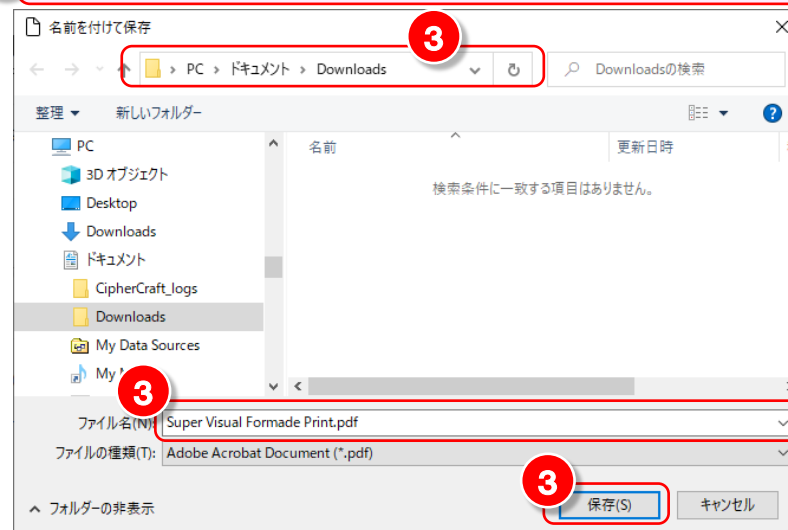 名前を付けて保存
3
PC › ドキュメント › Downloads
Downloadsの検索
整理 新しいフォルダー
PC
名前 更新日時
3D オブジェクト
検索条件に一致する項目はありません。
Desktop
Downloads
ドキュメント
CipherCraft_logs
Downloads
My Data Sources
My
3
ファイル名(N): Super Visual Formade Print.pdf
ファイルの種類(T): Adobe Acrobat Document (*.pdf)
3
フォルダーの非表示 保存(S) キャンセル